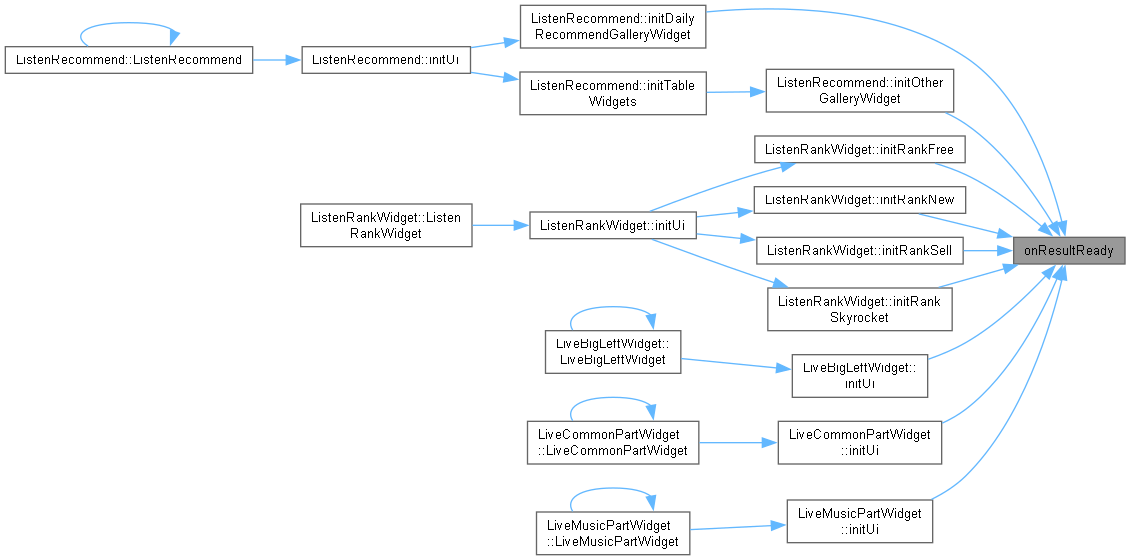 ListenRecommend::initDaily
RecommendGalleryWidget
ListenRecommend::ListenRecommend
ListenRecommend::initUi
ListenRecommend::initTable
Widgets
ListenRecommend::initOther
GalleryWidget
ListenRankWidget::initRankFree
ListenRankWidget::initRankNew
ListenRankWidget::Listen
RankWidget
ListenRankWidget::initUi
ListenRankWidget::initRankSell
onResultReady
ListenRankWidget::initRank
Skyrocket
LiveBigLeftWidget::
LiveBigLeftWidget
LiveBigLeftWidget::
initUi
LiveCommonPartWidget
::LiveCommonPartWidget
LiveCommonPartWidget
::initUi
LiveMusicPartWidget
::LiveMusicPartWidget
LiveMusicPartWidget
::initUi